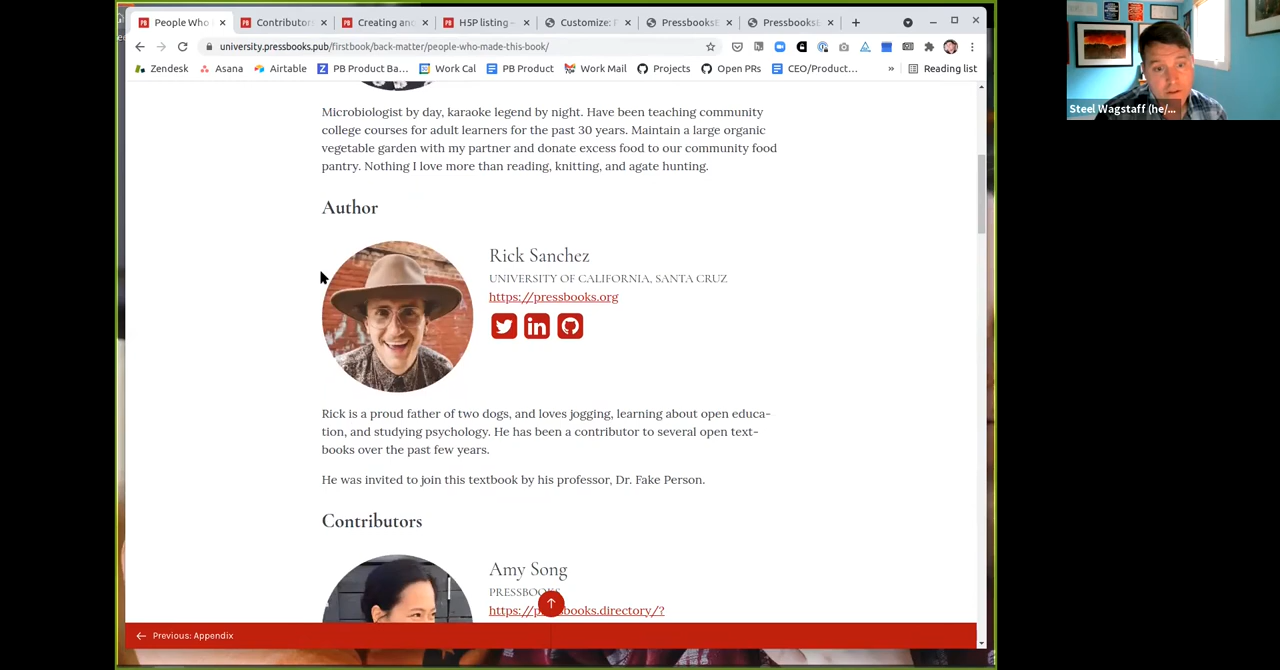 People Who
Contributors
Creating and
H5P listing –
Customize: F
PressbooksE
PressbooksE
university.pressbooks.pub/firstbook/back-matter/people-who-made-this-book/
Zendesk
Asana
Airtable
PB Product Ba...
Work Cal
PB Product
Work Mail
Projects
Open PRs
CEO/Product...
»
Reading list
Steel Wagstaff (he/...
Microbiologist by day, karaoke legend by night. Have been teaching community
college courses for adult learners for the past 30 years. Maintain a large organic
vegetable garden with my partner and donate excess food to our community food
pantry. Nothing I love more than reading, knitting, and agate hunting.
Author
Rick Sanchez
UNIVERSITY OF CALIFORNIA, SANTA CRUZ
https://pressbooks.org
Rick is a proud father of two dogs, and loves jogging, learning about open educa-
tion, and studying psychology. He has been a contributor to several open text-
books over the past few years.
He was invited to join this textbook by his professor, Dr. Fake Person.
Contributors
Amy Song
PRESSBOOKS
https://pressbooks.directory/?
← Previous: Appendix